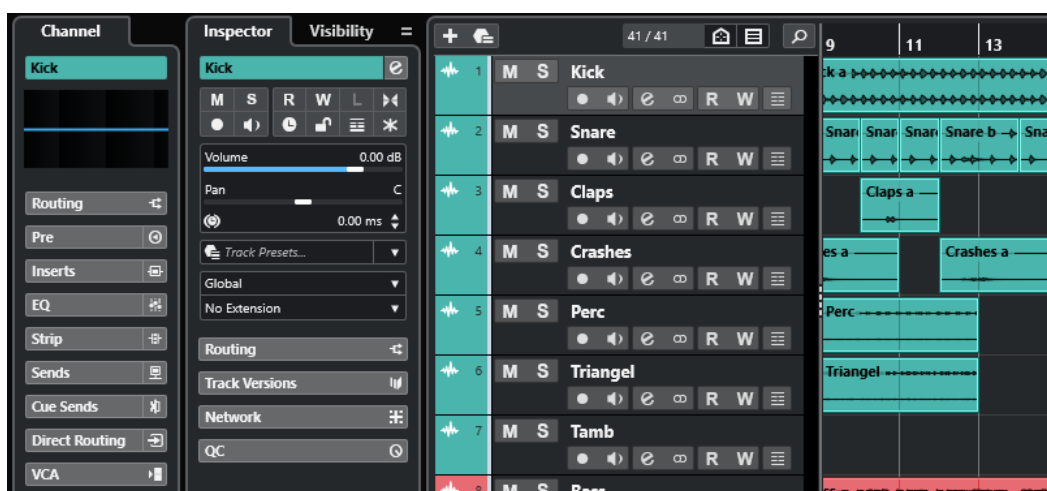 Channel
Kick
Routing
Pre
Inserts
EQ
Strip
Sends
Cue Sends
Direct Routing
VCA
Inspector
Visibility
Kick
M S R W L
Volume 0.00 dB
Pan C
0.00 ms
Track Presets...
Global
No Extension
Routing
Track Versions
Network
QC
41 / 41
1 M S Kick
R W
2 M S Snare
R W
3 M S Claps
R W
4 M S Crashes
R W
5 M S Perc
R W
6 M S Triangel
R W
7 M S Tamb
R W
8 M S
9 11 13
k a
Snar Snar Snar Snare b Sna
Claps a
es a Crashes a
Perc
Triangel